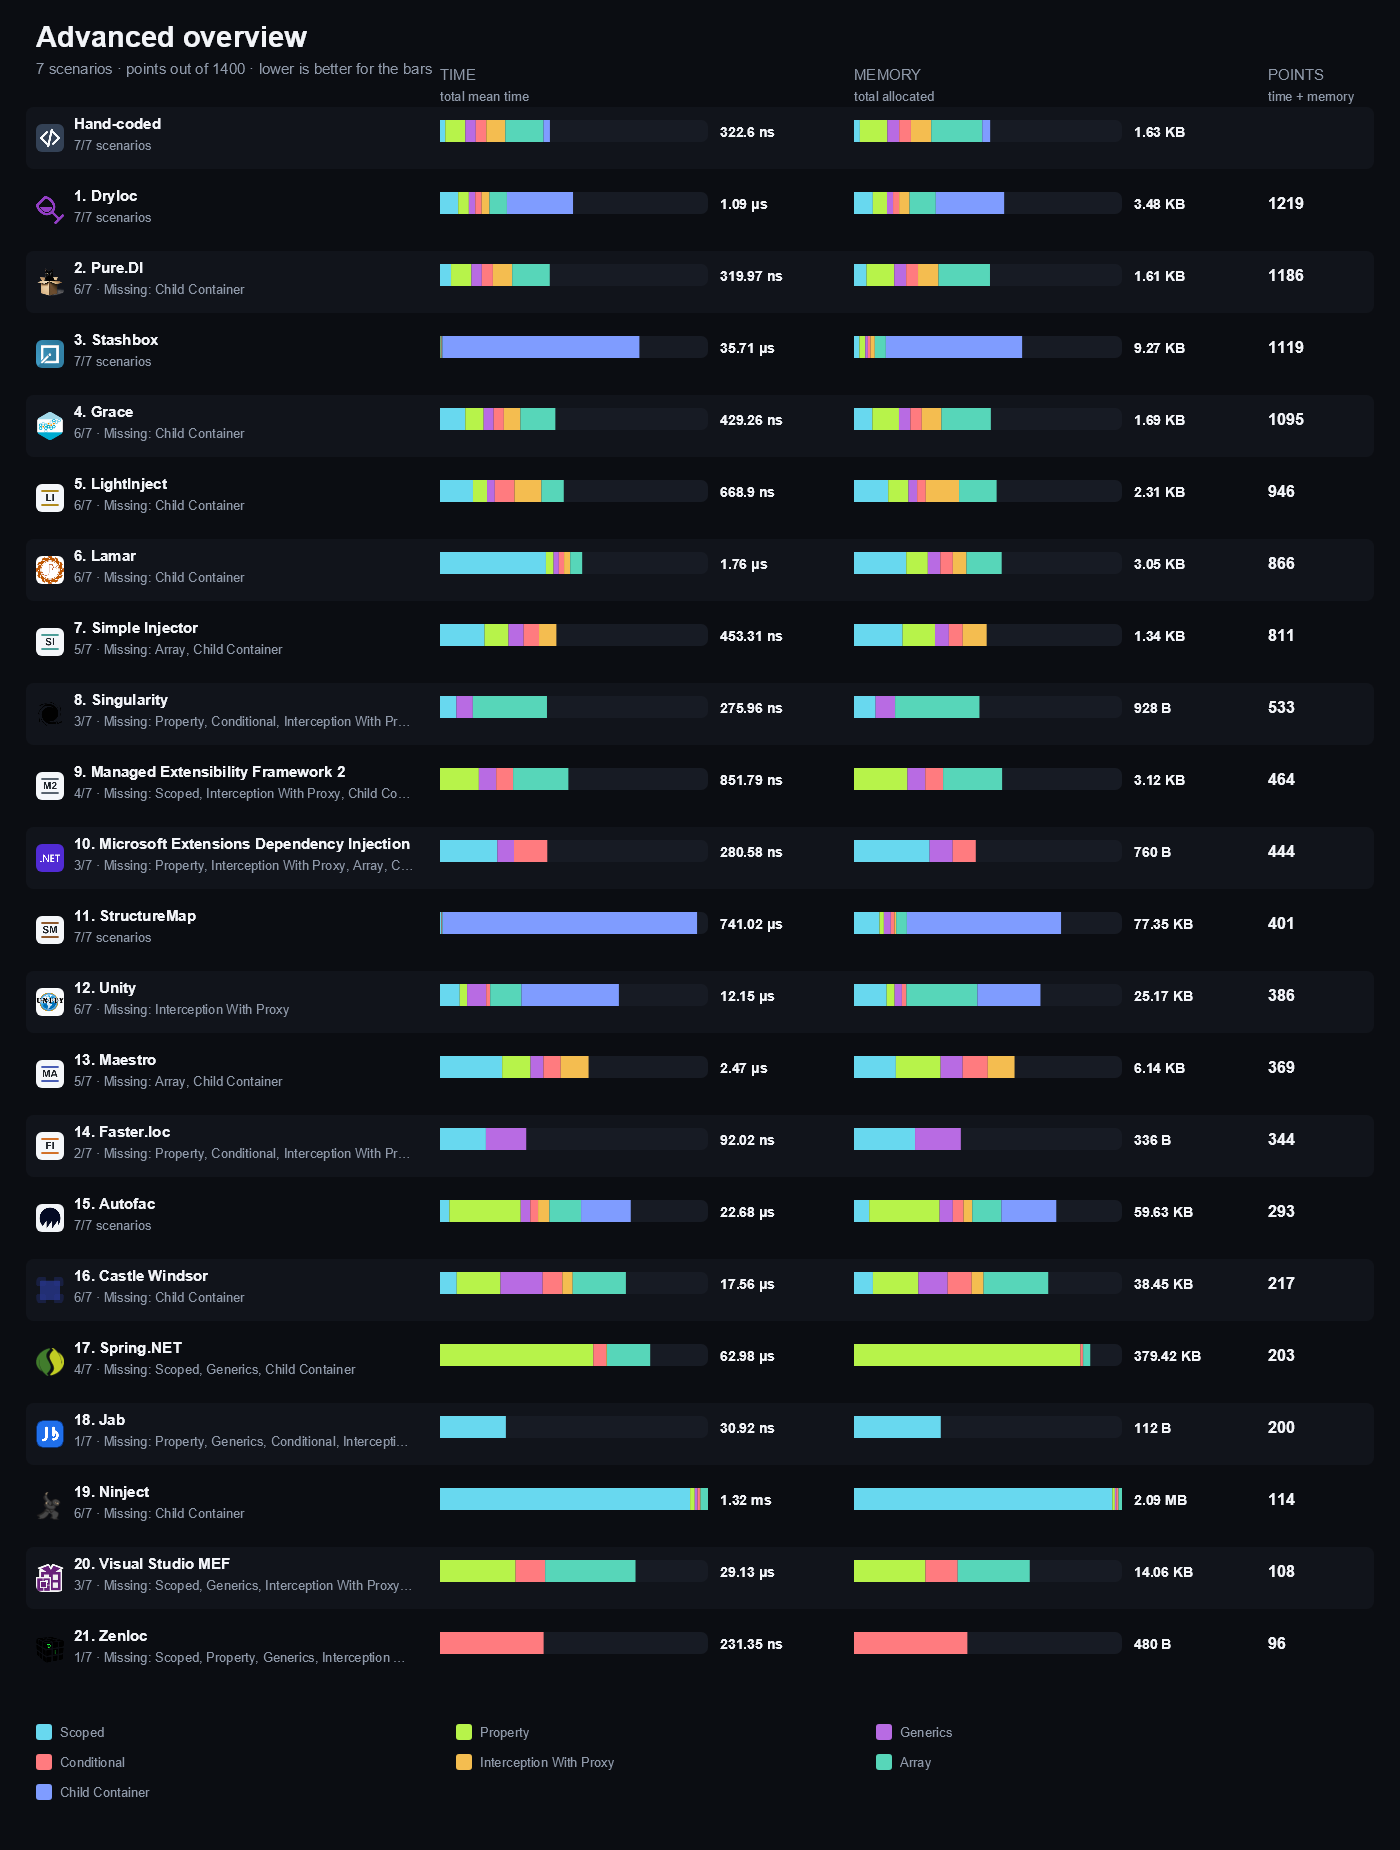 Advanced overview
7 scenarios · points out of 1400 · lower is better for the bars
TIME
total mean time
MEMORY
total allocated
POINTS
time + memory
Hand-coded
7/7 scenarios
322.6 ns
1.63 KB
1. DryIoc
7/7 scenarios
1.09 μs
3.48 KB
1219
2. Pure.DI
6/7 · Missing: Child Container
319.97 ns
1.61 KB
1186
3. Stashbox
7/7 scenarios
35.71 μs
9.27 KB
1119
4. Grace
6/7 · Missing: Child Container
429.26 ns
1.69 KB
1095
LI
5. LightInject
6/7 · Missing: Child Container
668.9 ns
2.31 KB
946
6. Lamar
6/7 · Missing: Child Container
1.76 μs
3.05 KB
866
SI
7. Simple Injector
5/7 · Missing: Array, Child Container
453.31 ns
1.34 KB
811
8. Singularity
3/7 · Missing: Property, Conditional, Interception With Pr...
275.96 ns
928 B
533
M2
9. Managed Extensibility Framework 2
4/7 · Missing: Scoped, Interception With Proxy, Child Co...
851.79 ns
3.12 KB
464
.NET
10. Microsoft Extensions Dependency Injection
3/7 · Missing: Property, Interception With Proxy, Array, C...
280.58 ns
760 B
444
SM
11. StructureMap
7/7 scenarios
741.02 μs
77.35 KB
401
UNITY
12. Unity
6/7 · Missing: Interception With Proxy
12.15 μs
25.17 KB
386
MA
13. Maestro
5/7 · Missing: Array, Child Container
2.47 μs
6.14 KB
369
FI
14. Faster.Ioc
2/7 · Missing: Property, Conditional, Interception With Pr...
92.02 ns
336 B
344
15. Autofac
7/7 scenarios
22.68 μs
59.63 KB
293
16. Castle Windsor
6/7 · Missing: Child Container
17.56 μs
38.45 KB
217
17. Spring.NET
4/7 · Missing: Scoped, Generics, Child Container
62.98 μs
379.42 KB
203
Jb
18. Jab
1/7 · Missing: Property, Generics, Conditional, Intercepti...
30.92 ns
112 B
200
19. Ninject
6/7 · Missing: Child Container
1.32 ms
2.09 MB
114
20. Visual Studio MEF
3/7 · Missing: Scoped, Generics, Interception With Proxy...
29.13 μs
14.06 KB
108
21. ZenIoc
1/7 · Missing: Scoped, Property, Generics, Interception ...
231.35 ns
480 B
96
Scoped
Property
Generics
Conditional
Interception With Proxy
Array
Child Container